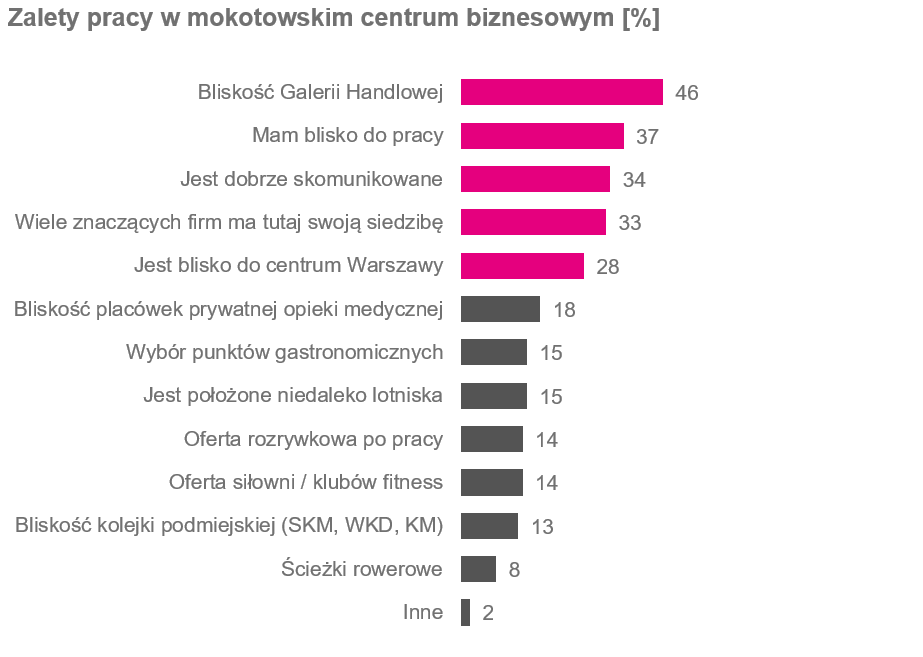 Zalety pracy w mokotowskim centrum biznesowym [%]
Bliskość Galerii Handlowej 46
Mam blisko do pracy 37
Jest dobrze skomunikowane 34
Wiele znaczących firm ma tutaj swoją siedzibę 33
Jest blisko do centrum Warszawy 28
Bliskość placówek prywatnej opieki medycznej 18
Wybór punktów gastronomicznych 15
Jest położone niedaleko lotniska 15
Oferta rozrywkowa po pracy 14
Oferta siłowni / klubów fitness 14
Bliskość kolejki podmiejskiej (SKM, WKD, KM) 13
Ścieżki rowerowe 8
Inne 2